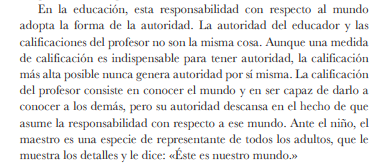 En la educación, esta responsabilidad con respecto al mundo
adopta la forma de la autoridad. La autoridad del educador y las
calificaciones del profesor no son la misma cosa. Aunque una medida
de calificación es indispensable para tener autoridad, la calificación
más alta posible nunca genera autoridad por sí misma. La calificación
del profesor consiste en conocer el mundo y en ser capaz de darlo a
conocer a los demás, pero su autoridad descansa en el hecho de que
asume la responsabilidad con respecto a ese mundo. Ante el niño, el
maestro es una especie de representante de todos los adultos, que le
muestra los detalles y le dice: «Éste es nuestro mundo.»